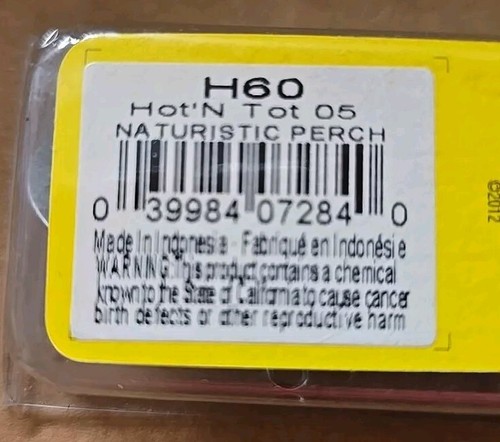 H60
Hot'N Tot 05
NATURISTIC PERCH
0 39984 07284 0
Made In Indonesia - Fabriqué en Indonésie
WARNING: This product contains a chemical
known to the State of California to cause cancer
birth defects or other reproductive harm
©2012